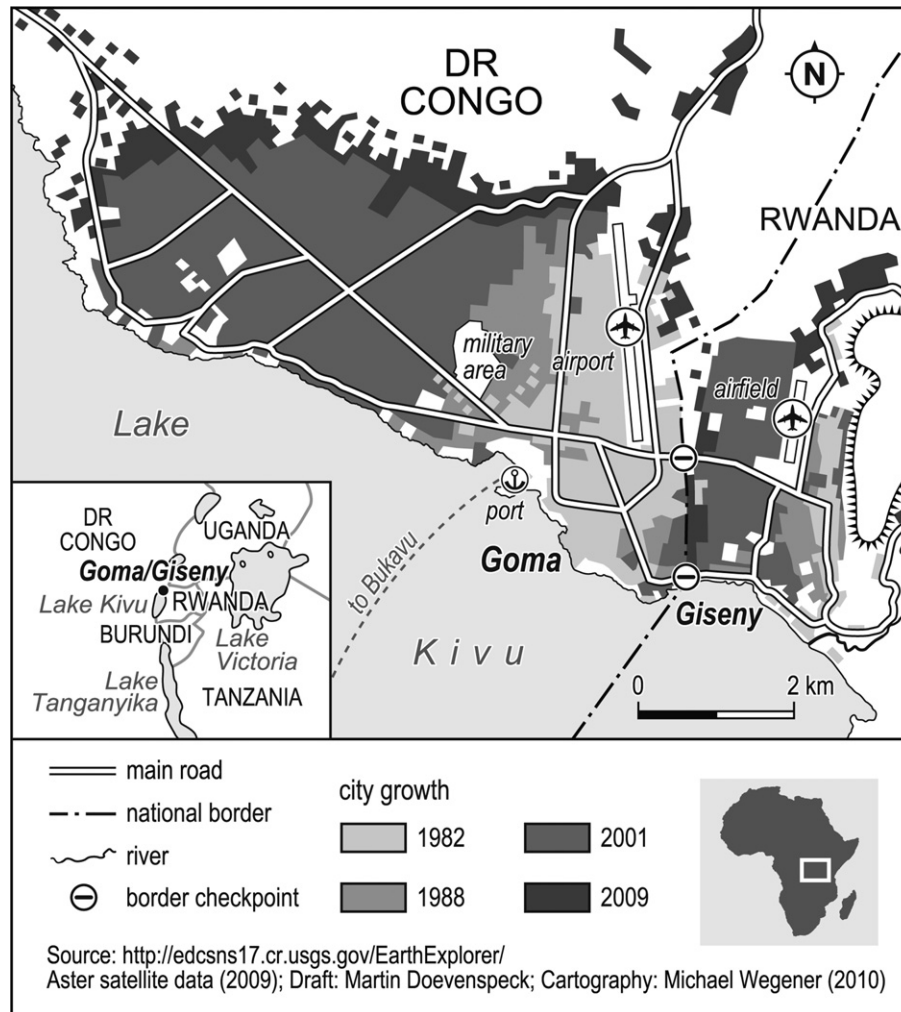 DR
CONGO
N
RWANDA
military
area
airport
airfield
Lake
port
to Bukavu
Goma
Giseny
Kivu
0 2 km
DR
CONGO
UGANDA
Goma/Giseny
Lake Kivu
RWANDA
BURUNDI
Lake
Victoria
Lake
Tanganyika
TANZANIA
main road
national border
river
border checkpoint
city growth
1982
2001
1988
2009
Source: http://edcsns17.cr.usgs.gov/EarthExplorer/
Aster satellite data (2009); Draft: Martin Doevenspeck; Cartography: Michael Wegener (2010)